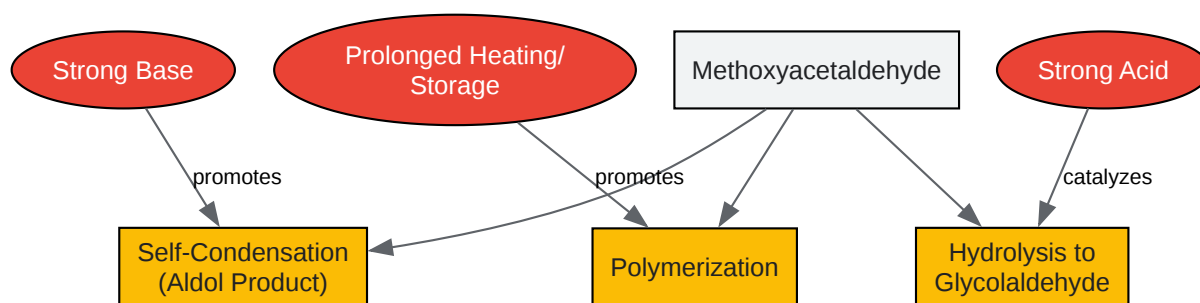 Strong Base
Prolonged Heating/
Storage
Methoxyacetaldehyde
Strong Acid
promotes
promotes
catalyzes
Self-Condensation
(Aldol Product)
Polymerization
Hydrolysis to
Glycolaldehyde